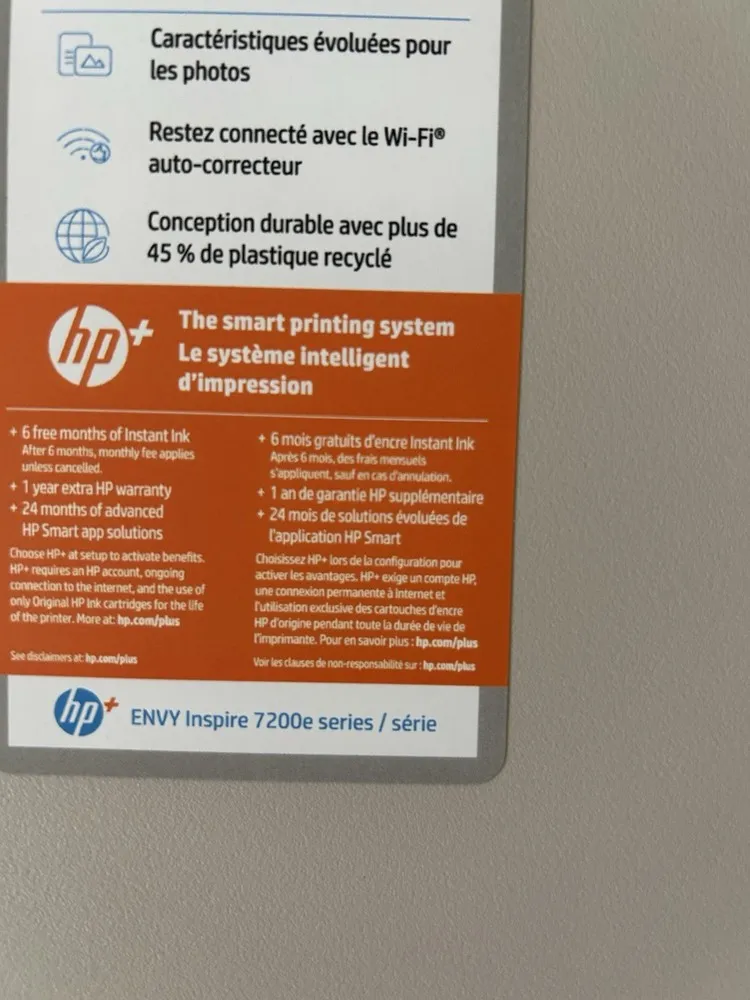 Caractéristiques évoluées pour
les photos
Restez connecté avec le Wi-Fi®
auto-correcteur
Conception durable avec plus de
45 % de plastique recyclé
hp+
The smart printing system
Le système intelligent
d'impression
+ 6 free months of Instant Ink
After 6 months, monthly fee applies
unless cancelled.
+ 1 year extra HP warranty
+ 24 months of advanced
HP Smart app solutions
Choose HP+ at setup to activate benefits.
HP+ requires an HP account, ongoing
connection to the internet, and the use of
only Original HP Ink cartridges for the life
of the printer. More at: hp.com/plus
See disclaimers at: hp.com/plus
+ 6 mois gratuits d'encre Instant Ink
Après 6 mois, des frais mensuels
s'appliquent, sauf en cas d'annulation.
+ 1 an de garantie HP supplémentaire
+ 24 mois de solutions évoluées de
l'application HP Smart
Choisissez HP+ lors de la configuration pour
activer les avantages. HP+ exige un compte HP,
une connexion permanente à Internet et
l'utilisation exclusive des cartouches d'encre
HP d'origine pendant toute la durée de vie de
l'imprimante. Pour en savoir plus : hp.com/plus
Voir les clauses de non-responsabilité sur : hp.com/plus
hp+ ENVY Inspire 7200e series / série